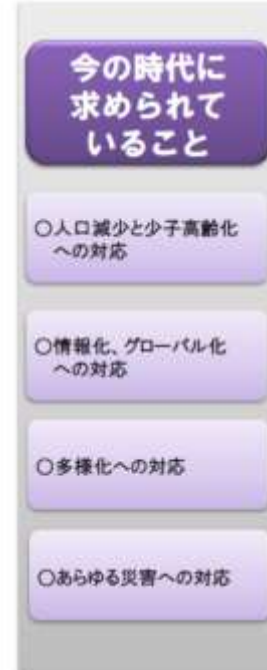 今の時代に
求められて
いること
○人口減少と少子高齢化
への対応
○情報化、グローバル化
への対応
○多様化への対応
○あらゆる災害への対応